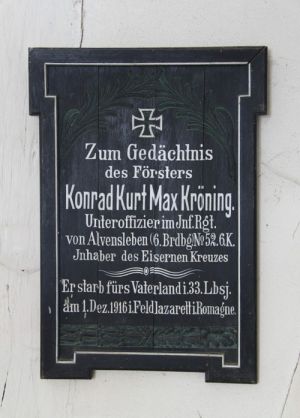 Zum Gedächtnis
des Försters
Konrad Kurt Max Kröning.
Unteroffizier im Jnf. Rgt.
von Alvensleben (6. Brdbg) No 52. 6. K.
Jnhaber des Eisernen Kreuzes
Er starb fürs Vaterland i. 33. Lbsj.
am 1. Dez. 1916 i. Feldlazarett i. Romagne.